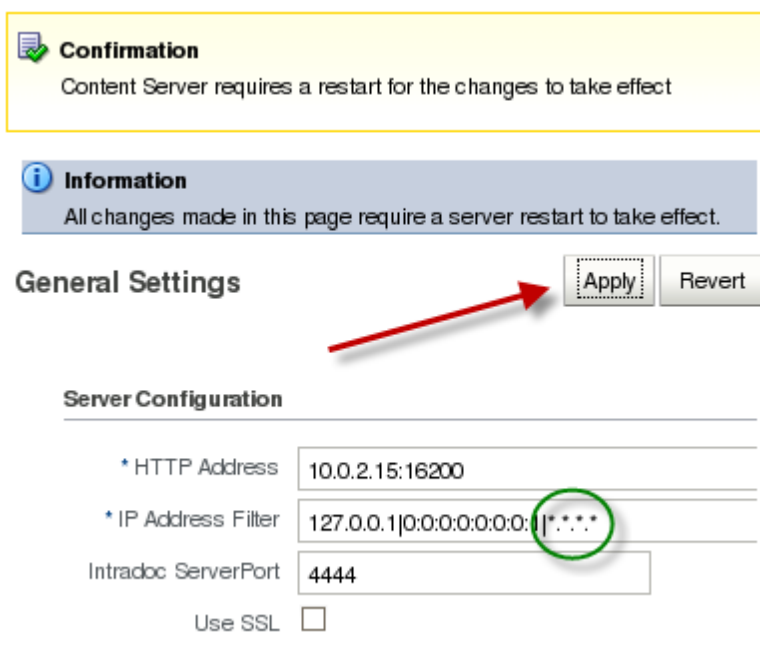 Confirmation
Content Server requires a restart for the changes to take effect
Information
All changes made in this page require a server restart to take effect.
General Settings
Apply Revert
Server Configuration
* HTTP Address 10.0.2.15:16200
* IP Address Filter 127.0.0.1|0:0:0:0:0:0:0:1|*.*.*.*
Intradoc ServerPort 4444
Use SSL